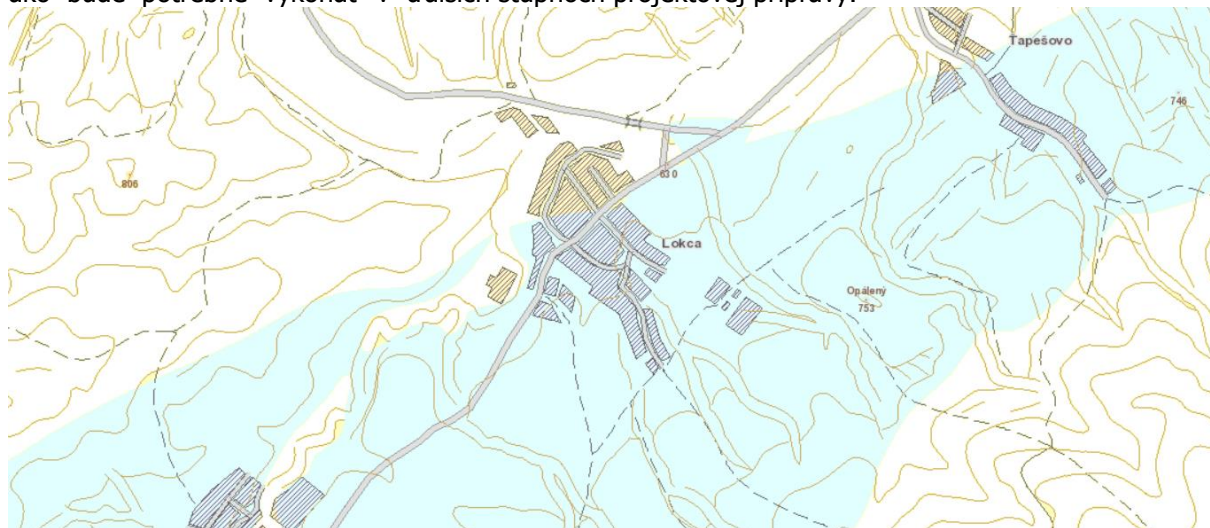 ako bude potrebné vykonať v ďalších stupňoch projektovej prípravy.
Tapešovo
746
806
630
Lokca
Opálený
753